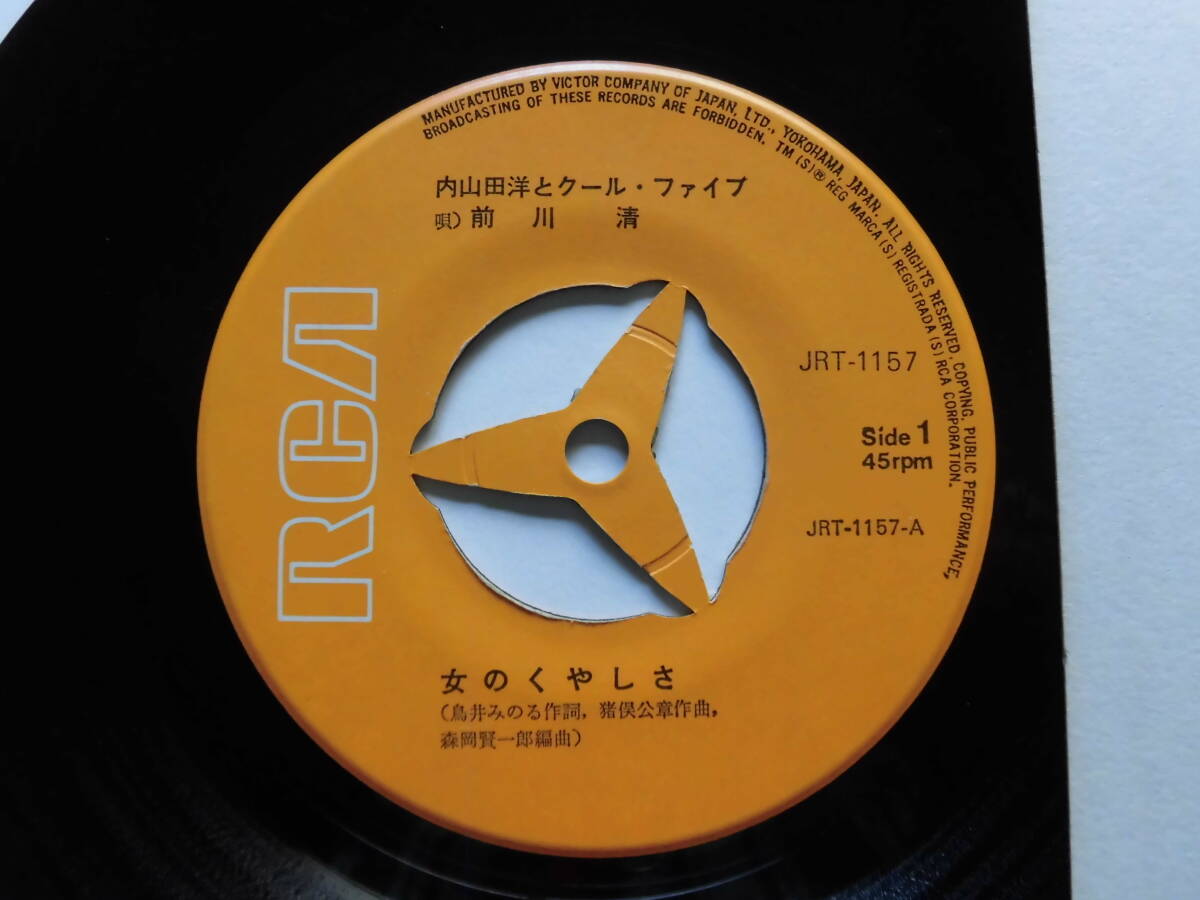 MANUFACTURED BY VICTOR COMPANY OF JAPAN, LTD., YOKOHAMA, JAPAN. ALL RIGHTS RESERVED. COPYING, PUBLIC PERFORMANCE,
BROADCASTING OF THESE RECORDS ARE FORBIDDEN. TM(S)® REG MARCA(S) REGISTRADA(S) RCA CORPORATION.
内山田洋とクール・ファイブ
唄)前川 清
RCA
JRT-1157
Side 1
45rpm
JRT-1157-A
女のくやしさ
(鳥井みのる作詞, 猪俣公章作曲,
森岡賢一郎編曲)